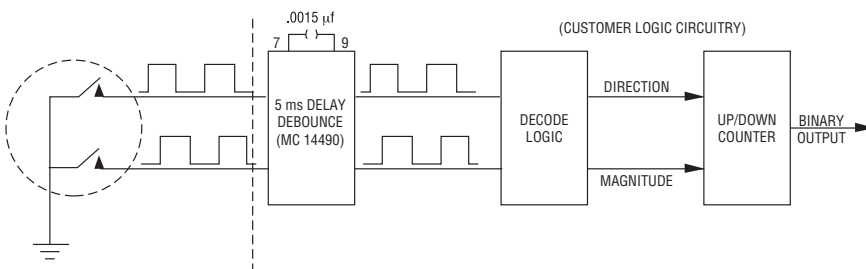 .0015 µf
7 9
(CUSTOMER LOGIC CIRCUITRY)
5 ms DELAY
DEBOUNCE
(MC 14490)
DECODE
LOGIC
DIRECTION
MAGNITUDE
UP/DOWN
COUNTER
BINARY
OUTPUT